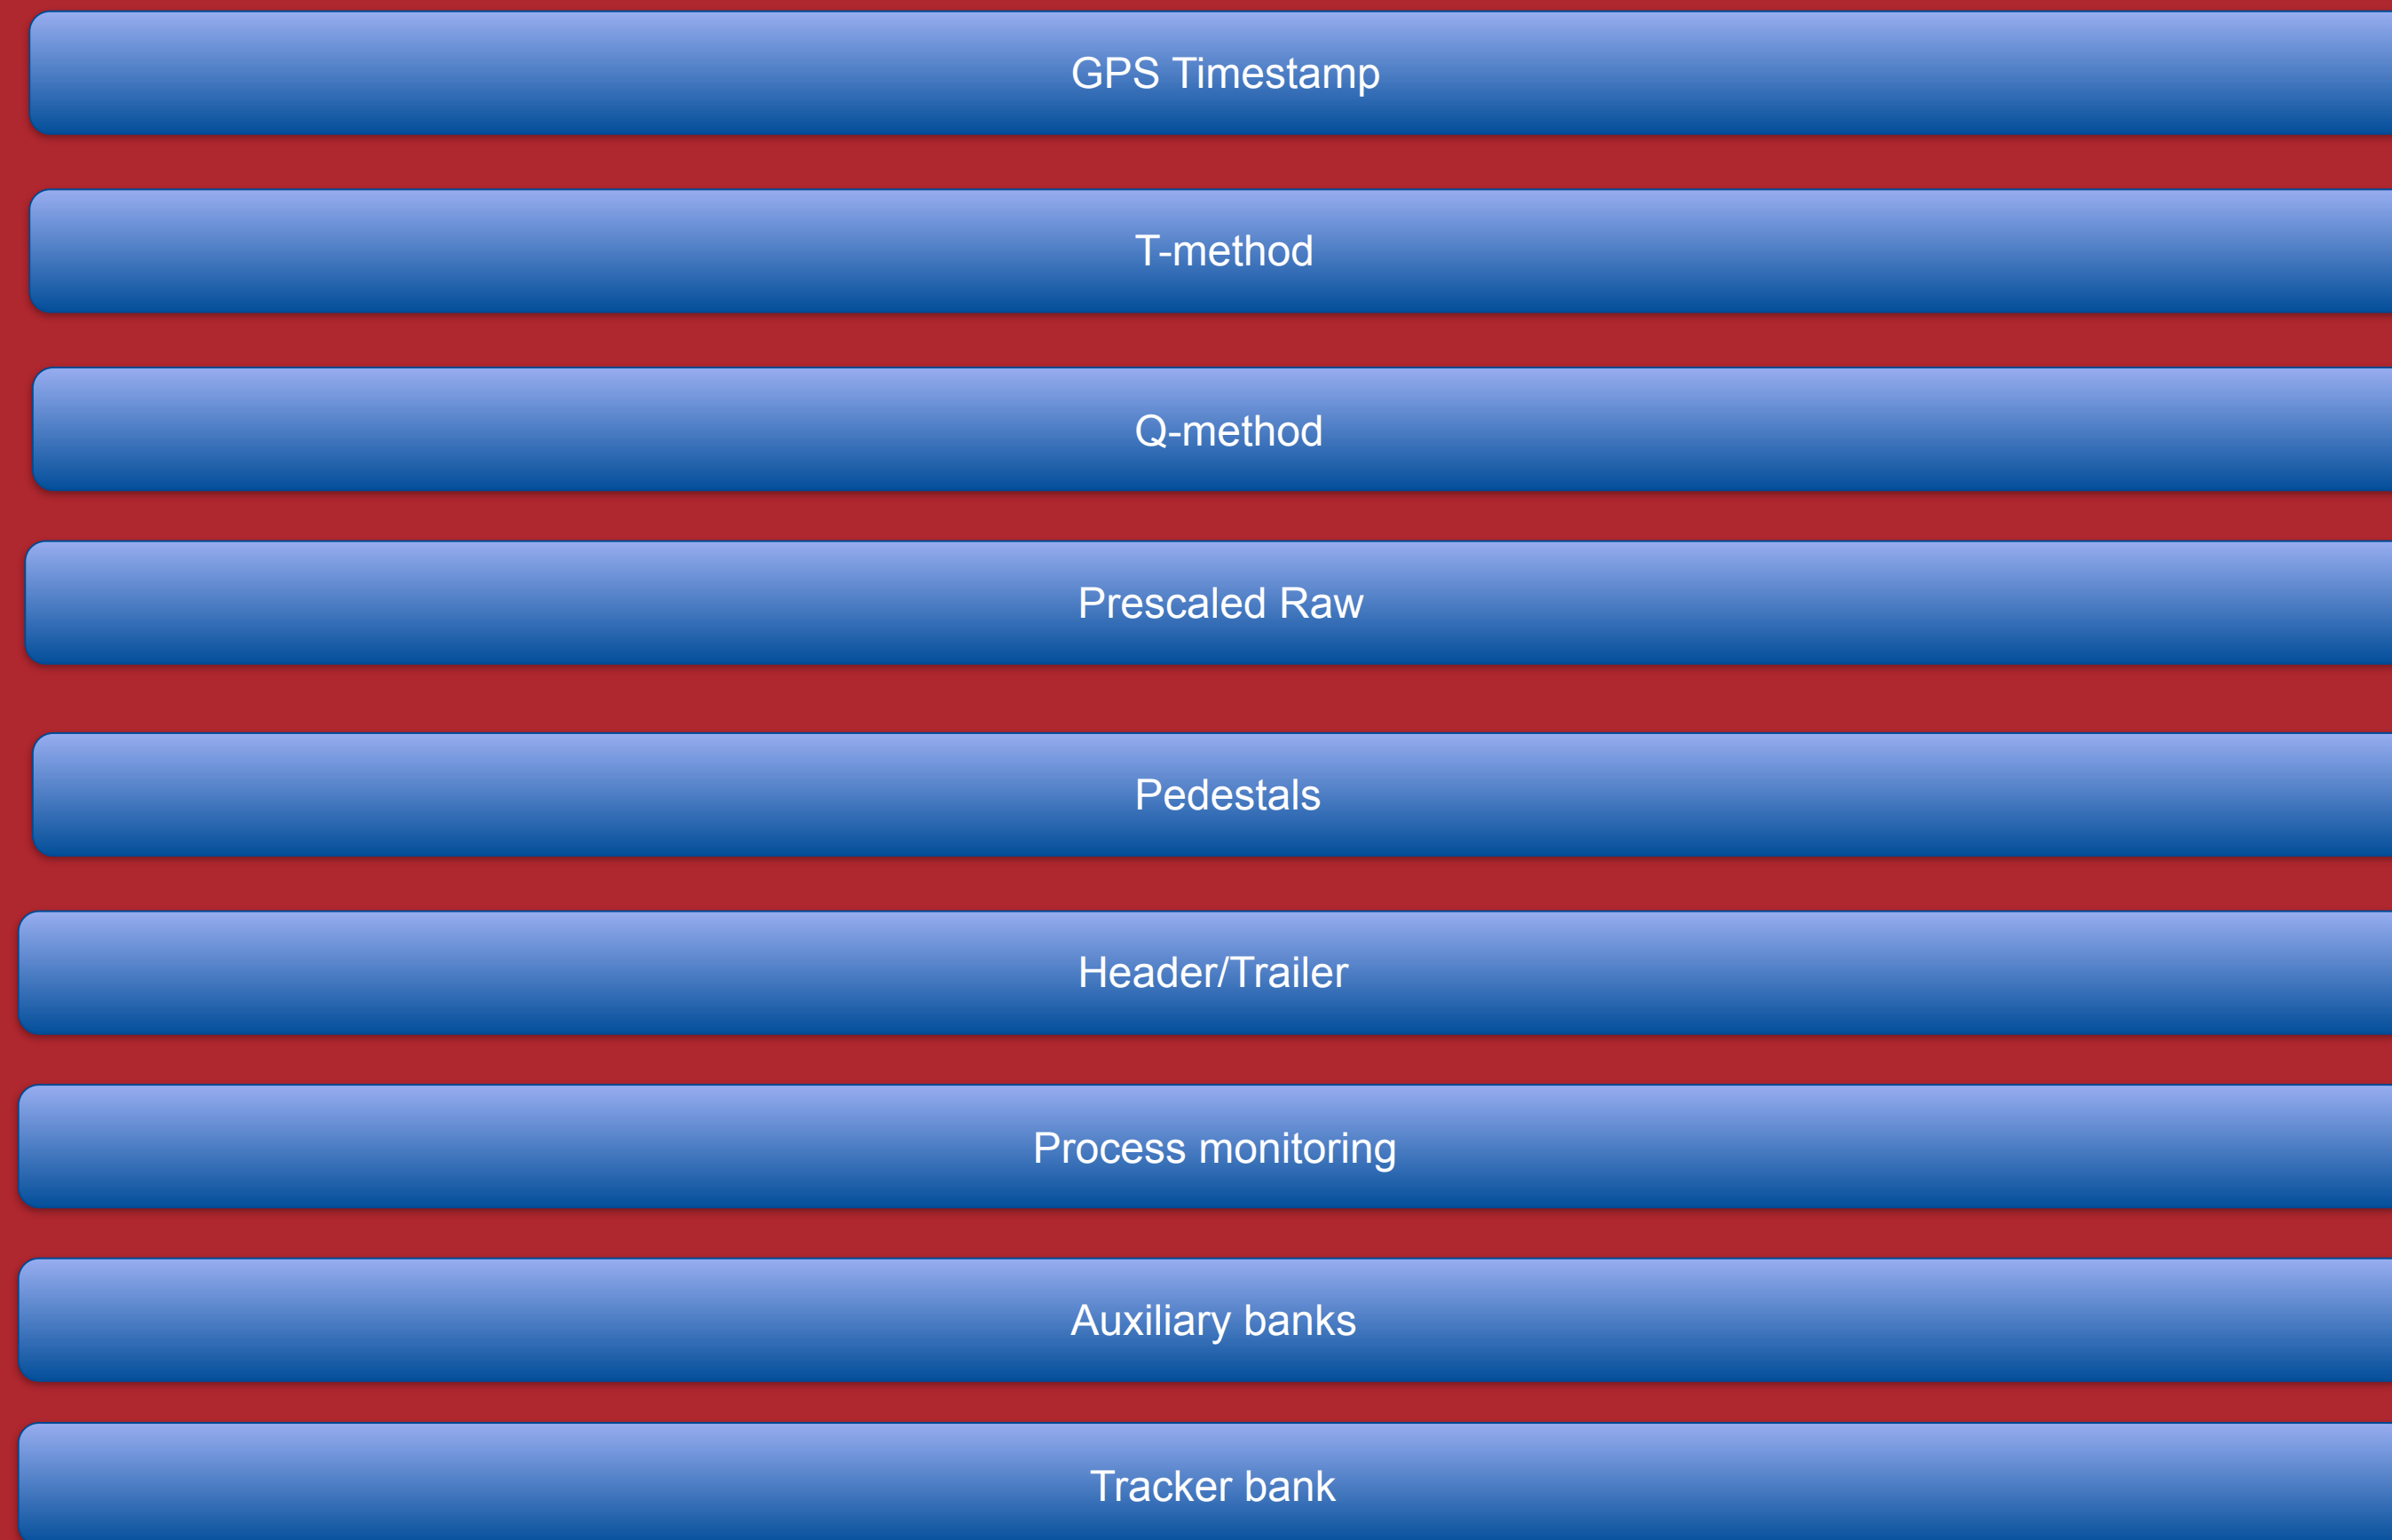 GPS Timestamp
T-method
Q-method
Prescaled Raw
Pedestals
Header/Trailer
Process monitoring
Auxiliary banks
Tracker bank